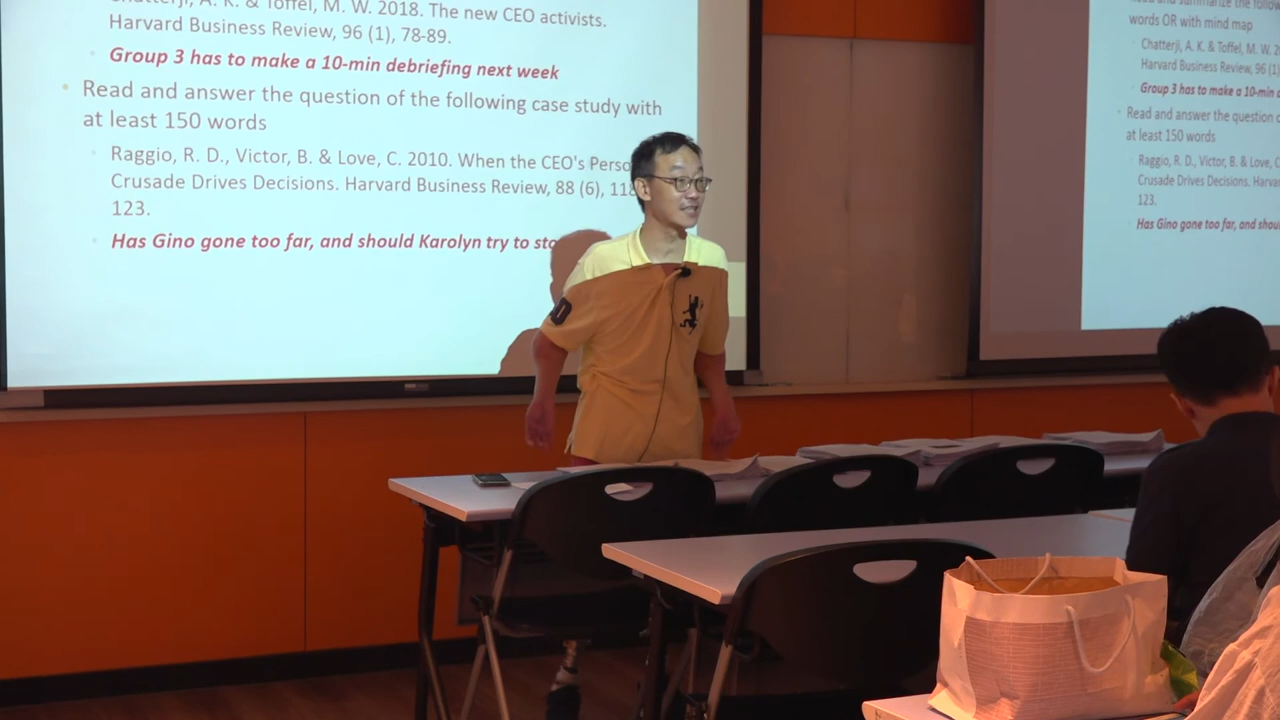 Chatterji, A. K. & Toffel, M. W. 2018. The new CEO activists.
Harvard Business Review, 96 (1), 78-89.
Group 3 has to make a 10-min debriefing next week
Read and answer the question of the following case study with
at least 150 words
Raggio, R. D., Victor, B. & Love, C. 2010. When the CEO's
Crusade Drives Decisions. Harvard Business Review, 88 (6),
123.
Has Gino gone too far, and should Karolyn try to
Read and summarize the
words OR with mind map
Chatterji, A. K. & Toffel, M. W.
Harvard Business Review, 96 (1)
Group 3 has to make a 10-min
Read and answer the question
at least 150 words
Raggio, R. D., Victor, B. & Love, C.
Crusade Drives Decisions.
123.
Has Gino gone too far, and